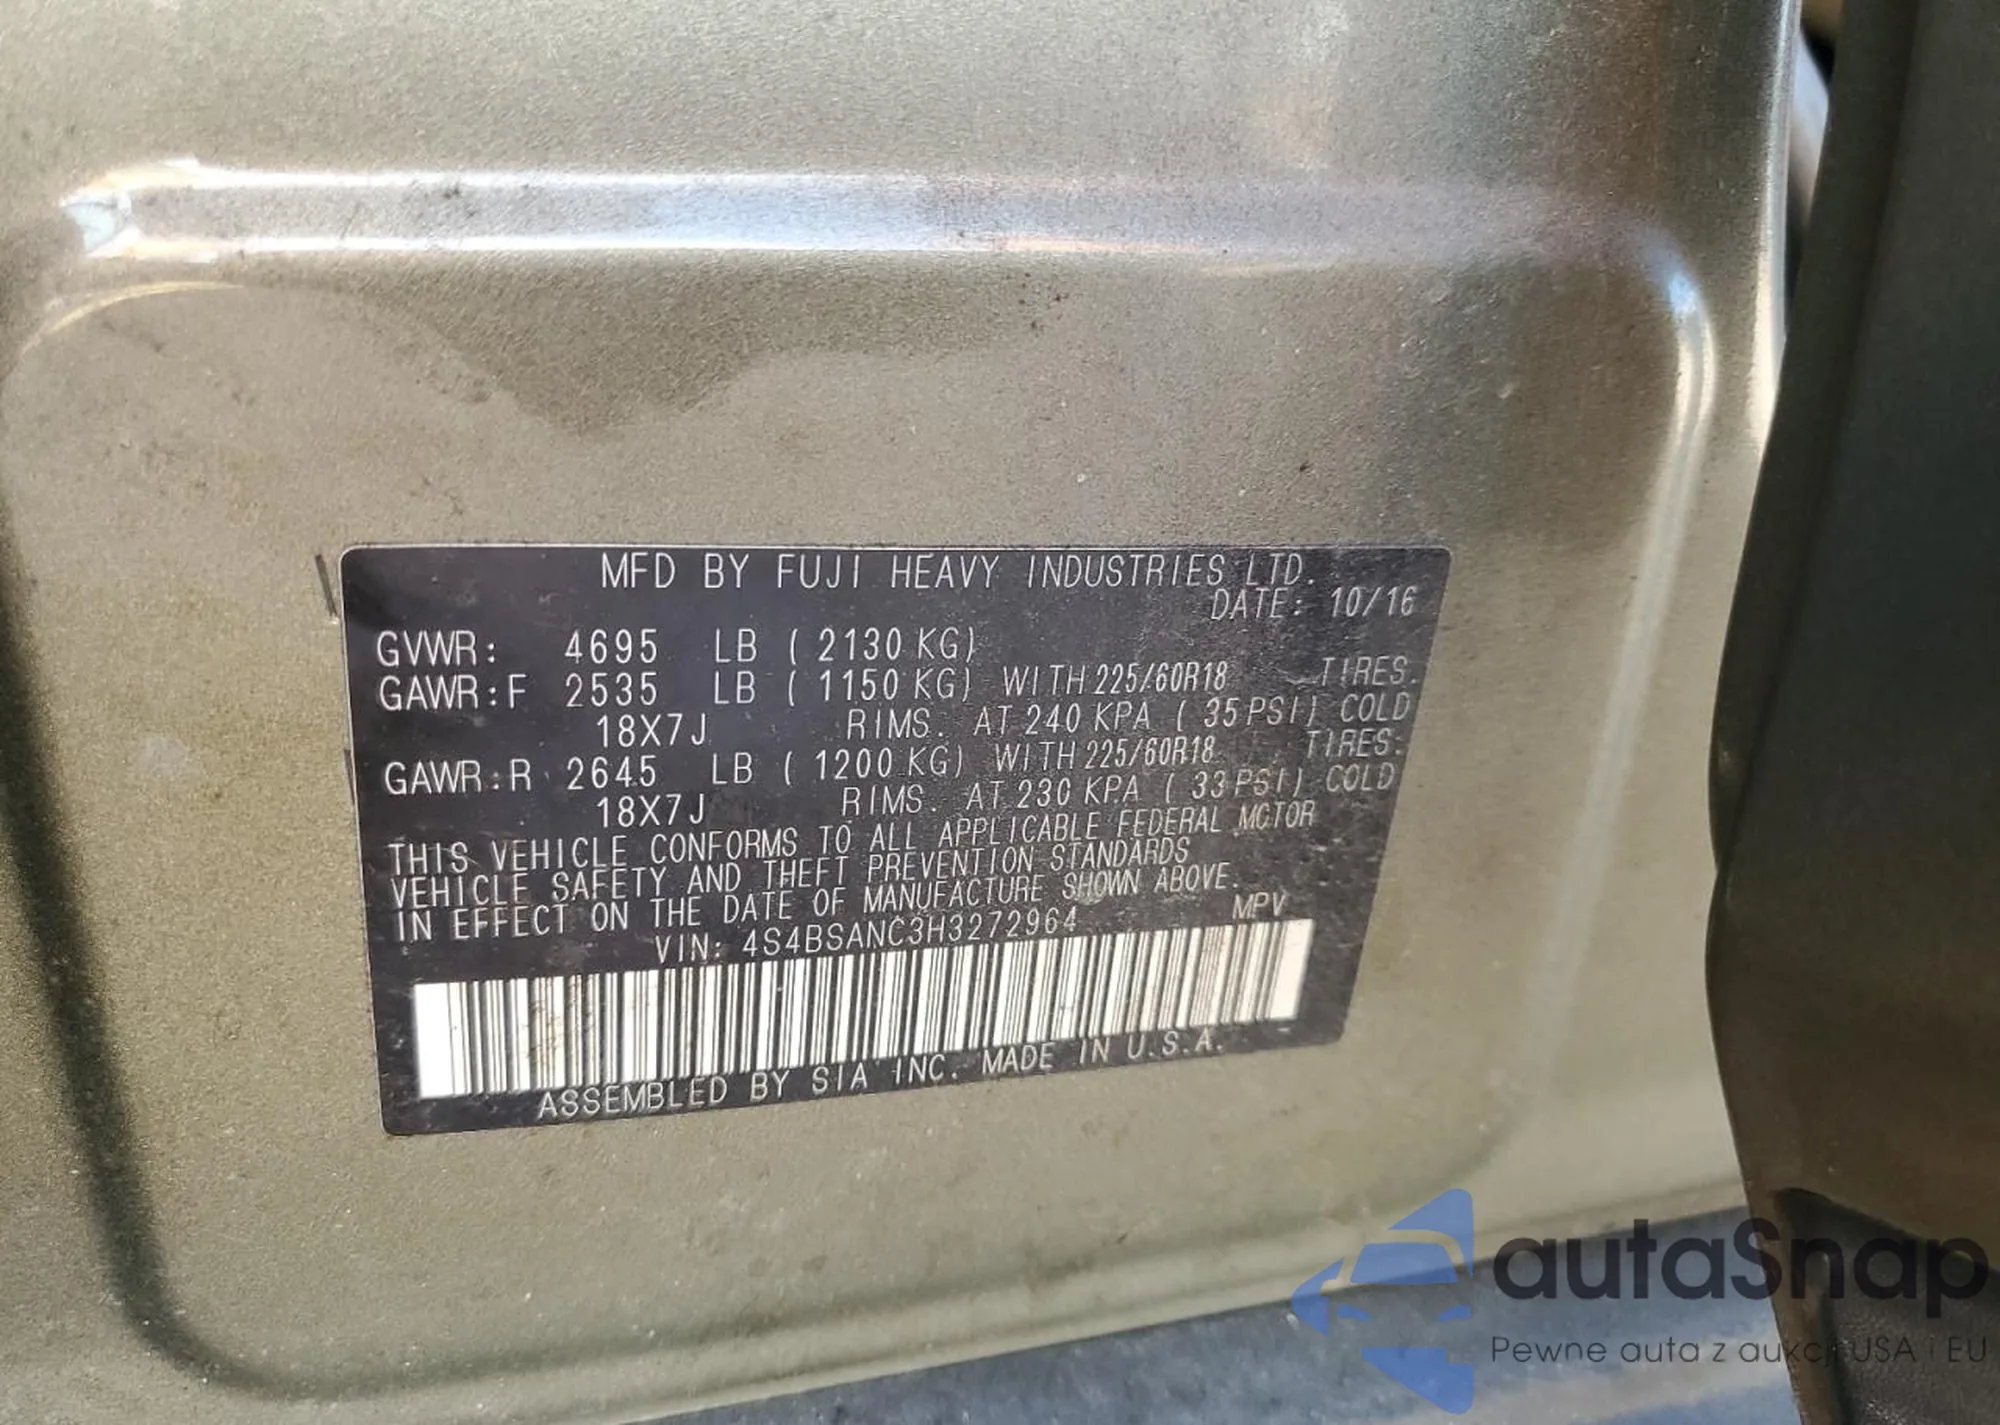 MFD BY FUJI HEAVY INDUSTRIES LTD.
DATE: 10/16
GVWR: 4695 LB ( 2130 KG)
GAWR:F 2535 LB ( 1150 KG) WITH 225/60R18 TIRES.
18X7J RIMS. AT 240 KPA ( 35 PSI) COLD
GAWR:R 2645 LB ( 1200 KG) WITH 225/60R18 TIRES.
18X7J RIMS. AT 230 KPA ( 33 PSI) COLD
THIS VEHICLE CONFORMS TO ALL APPLICABLE FEDERAL MOTOR
VEHICLE SAFETY AND THEFT PREVENTION STANDARDS
IN EFFECT ON THE DATE OF MANUFACTURE SHOWN ABOVE.
VIN: 4S4BSANC3H3272964 MPV
ASSEMBLED BY SIA INC. MADE IN U.S.A.
autaSnap
Pewne auta z aukcji USA i EU